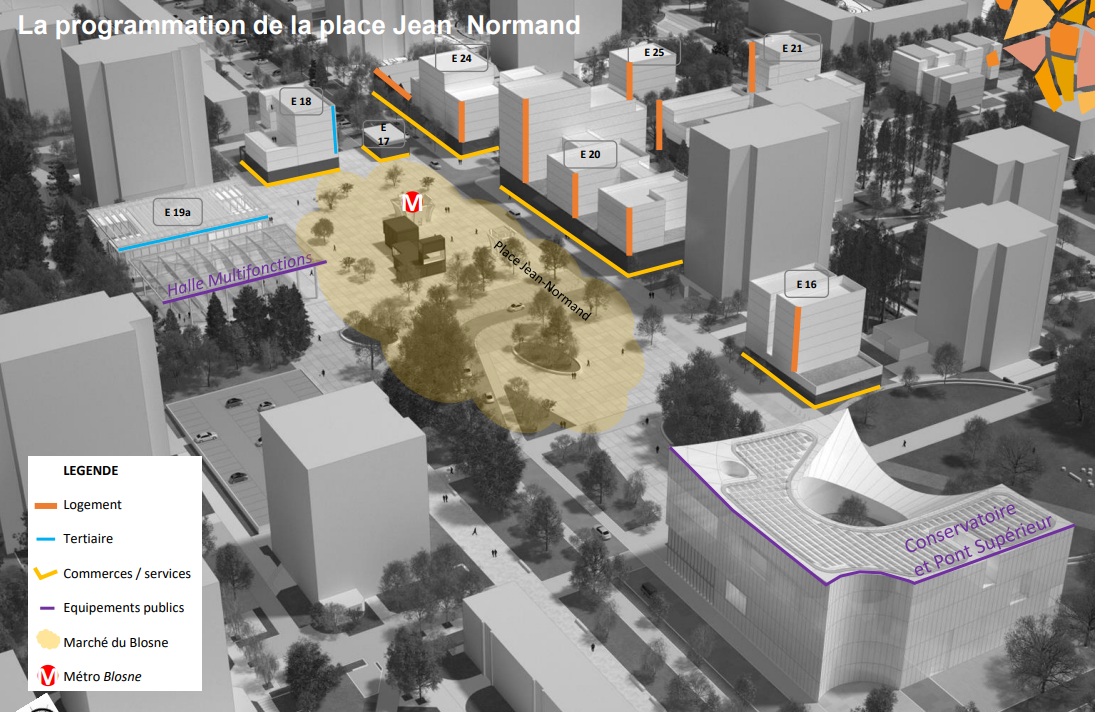 La programmation de la place Jean Normand
E 24
E 25
E 21
E 18
E
17
E 20
E 19a
M
Place Jean-Normand
Halle Multifonctions
E 16
LEGENDE
Logement
Tertiaire
Commerces / services
Equipements publics
Marché du Blosne
M Métro Blosne
Conservatoire
et Pont Supérieur